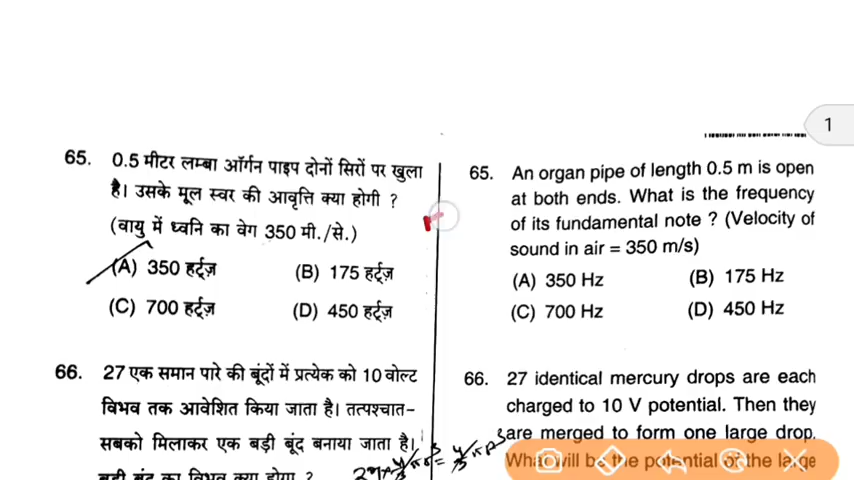 1
65. 0.5 मीटर लम्बा ऑर्गन पाइप दोनों सिरों पर खुला
है। उसके मूल स्वर की आवृत्ति क्या होगी ?
(वायु में ध्वनि का वेग 350 मी./से.)
(A) 350 हर्ट्ज़ (B) 175 हर्ट्ज़
(C) 700 हर्ट्ज़ (D) 450 हर्ट्ज़
66. 27 एक समान पारे की बूंदों में प्रत्येक को 10 वोल्ट
विभव तक आवेशित किया जाता है। तत्पश्चात-
सबको मिलाकर एक बड़ी बूंद बनाया जाता है।
बड़ी बूंद का विभव क्या होगा ?
65. An organ pipe of length 0.5 m is open
at both ends. What is the frequency
of its fundamental note ? (Velocity of
sound in air = 350 m/s)
(A) 350 Hz (B) 175 Hz
(C) 700 Hz (D) 450 Hz
66. 27 identical mercury drops are each
charged to 10 V potential. Then they
are merged to form one large drop.
What will be the potential of the large